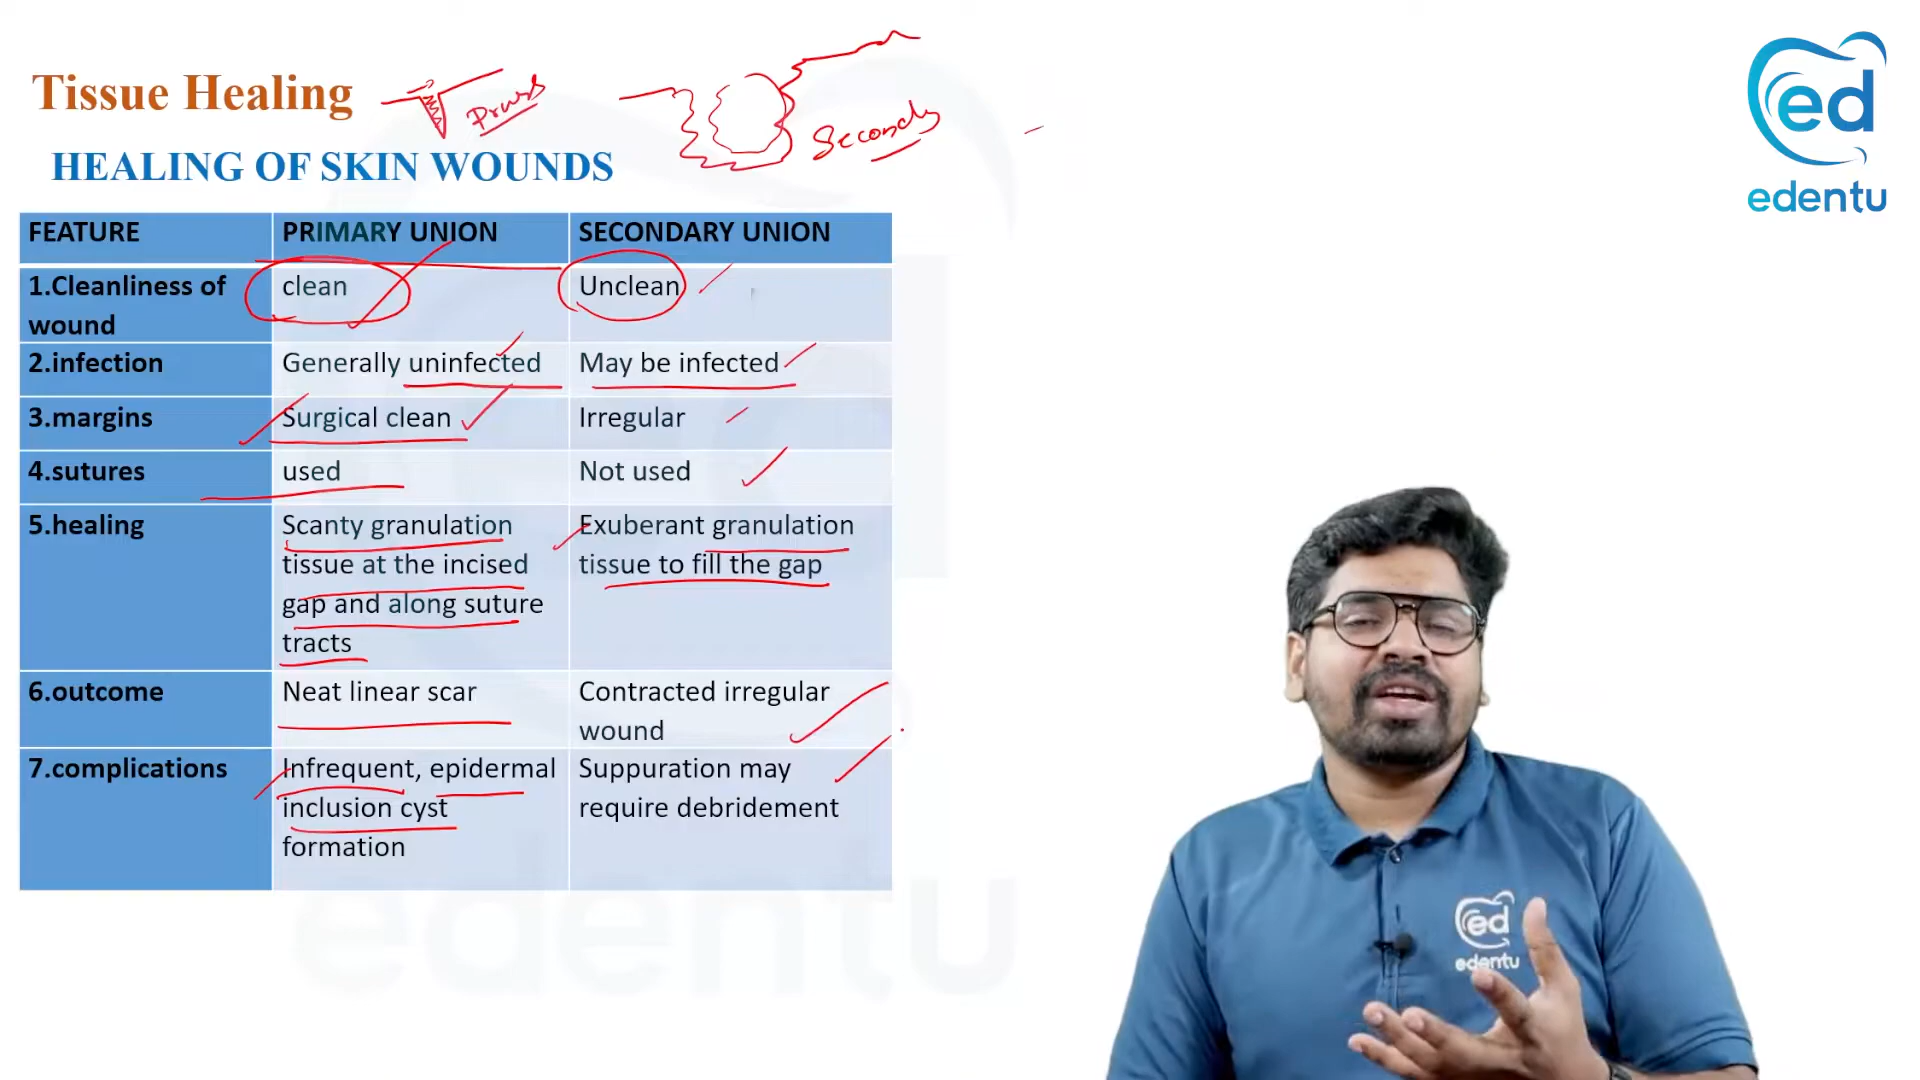 Tissue Healing
Secondly
HEALING OF SKIN WOUNDS
ed
edentu
FEATURE PRIMARY UNION SECONDARY UNION
1.Cleanliness of clean Unclean
wound
2.infection Generally uninfected May be infected
3.margins Surgical clean Irregular
4.sutures used Not used
5.healing Scanty granulation Exuberant granulation
tissue at the incised tissue to fill the gap
gap and along suture
tracts
6.outcome Neat linear scar Contracted irregular
wound
7.complications Infrequent, epidermal Suppuration may
inclusion cyst require debridement
formation
ed
edentu
edentu